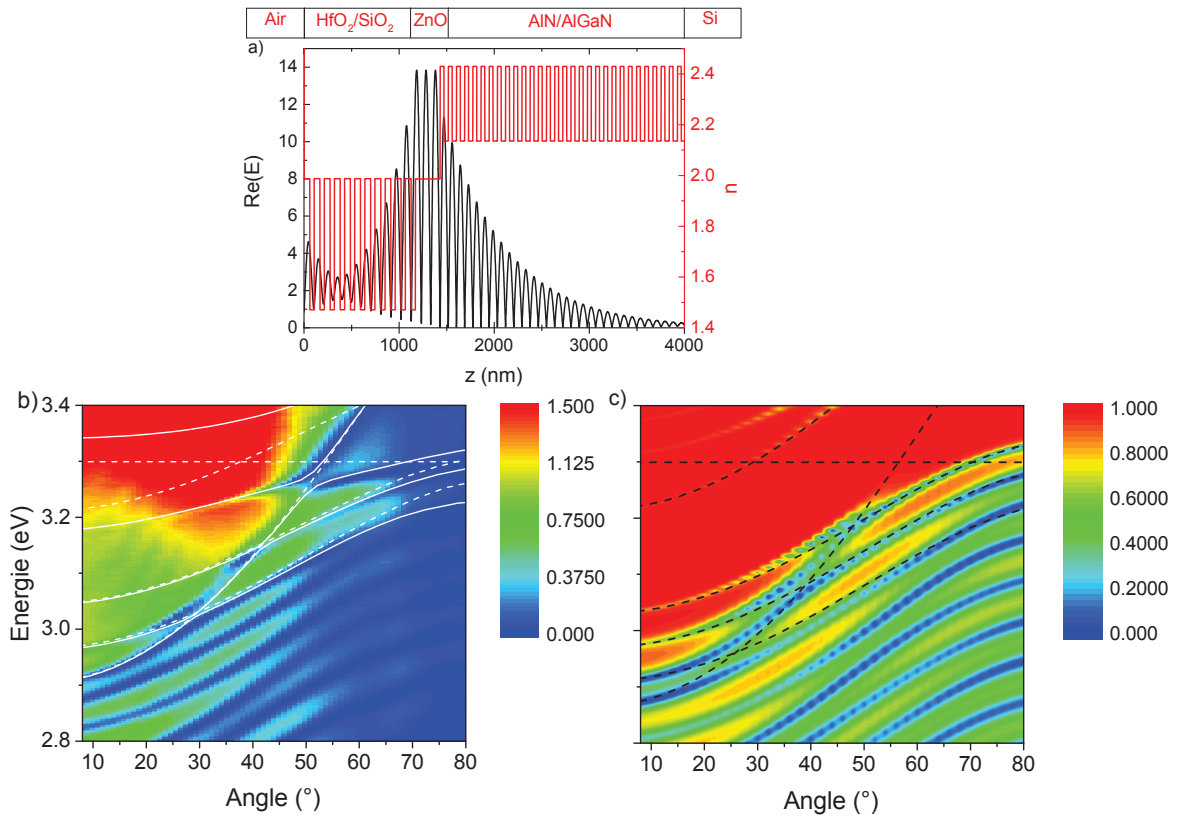 Air HfO2/SiO2 ZnO AlN/AlGaN Si
a)
14
12
10
8
6
4
2
0
Re(E)
2.4
2.2
2.0
1.8
1.6
1.4
n
0 1000 2000 3000 4000
z (nm)
b)
3.4
3.2
3.0
2.8
Energie (eV)
10 20 30 40 50 60 70 80
Angle (°)
1.500
1.125
0.7500
0.3750
0.000
c)
10 20 30 40 50 60 70 80
Angle (°)
1.000
0.8000
0.6000
0.4000
0.2000
0.000